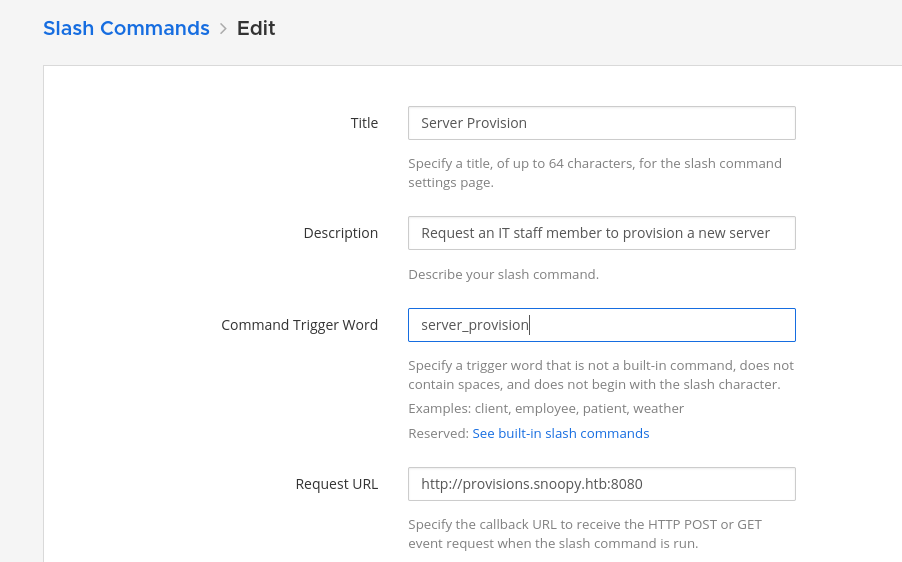 Slash Commands > Edit
Title
Server Provision
Specify a title, of up to 64 characters, for the slash command
settings page.
Description
Request an IT staff member to provision a new server
Describe your slash command.
Command Trigger Word
server_provision
Specify a trigger word that is not a built-in command, does not
contain spaces, and does not begin with the slash character.
Examples: client, employee, patient, weather
Reserved: See built-in slash commands
Request URL
http://provisions.snoopy.htb:8080
Specify the callback URL to receive the HTTP POST or GET
event request when the slash command is run.